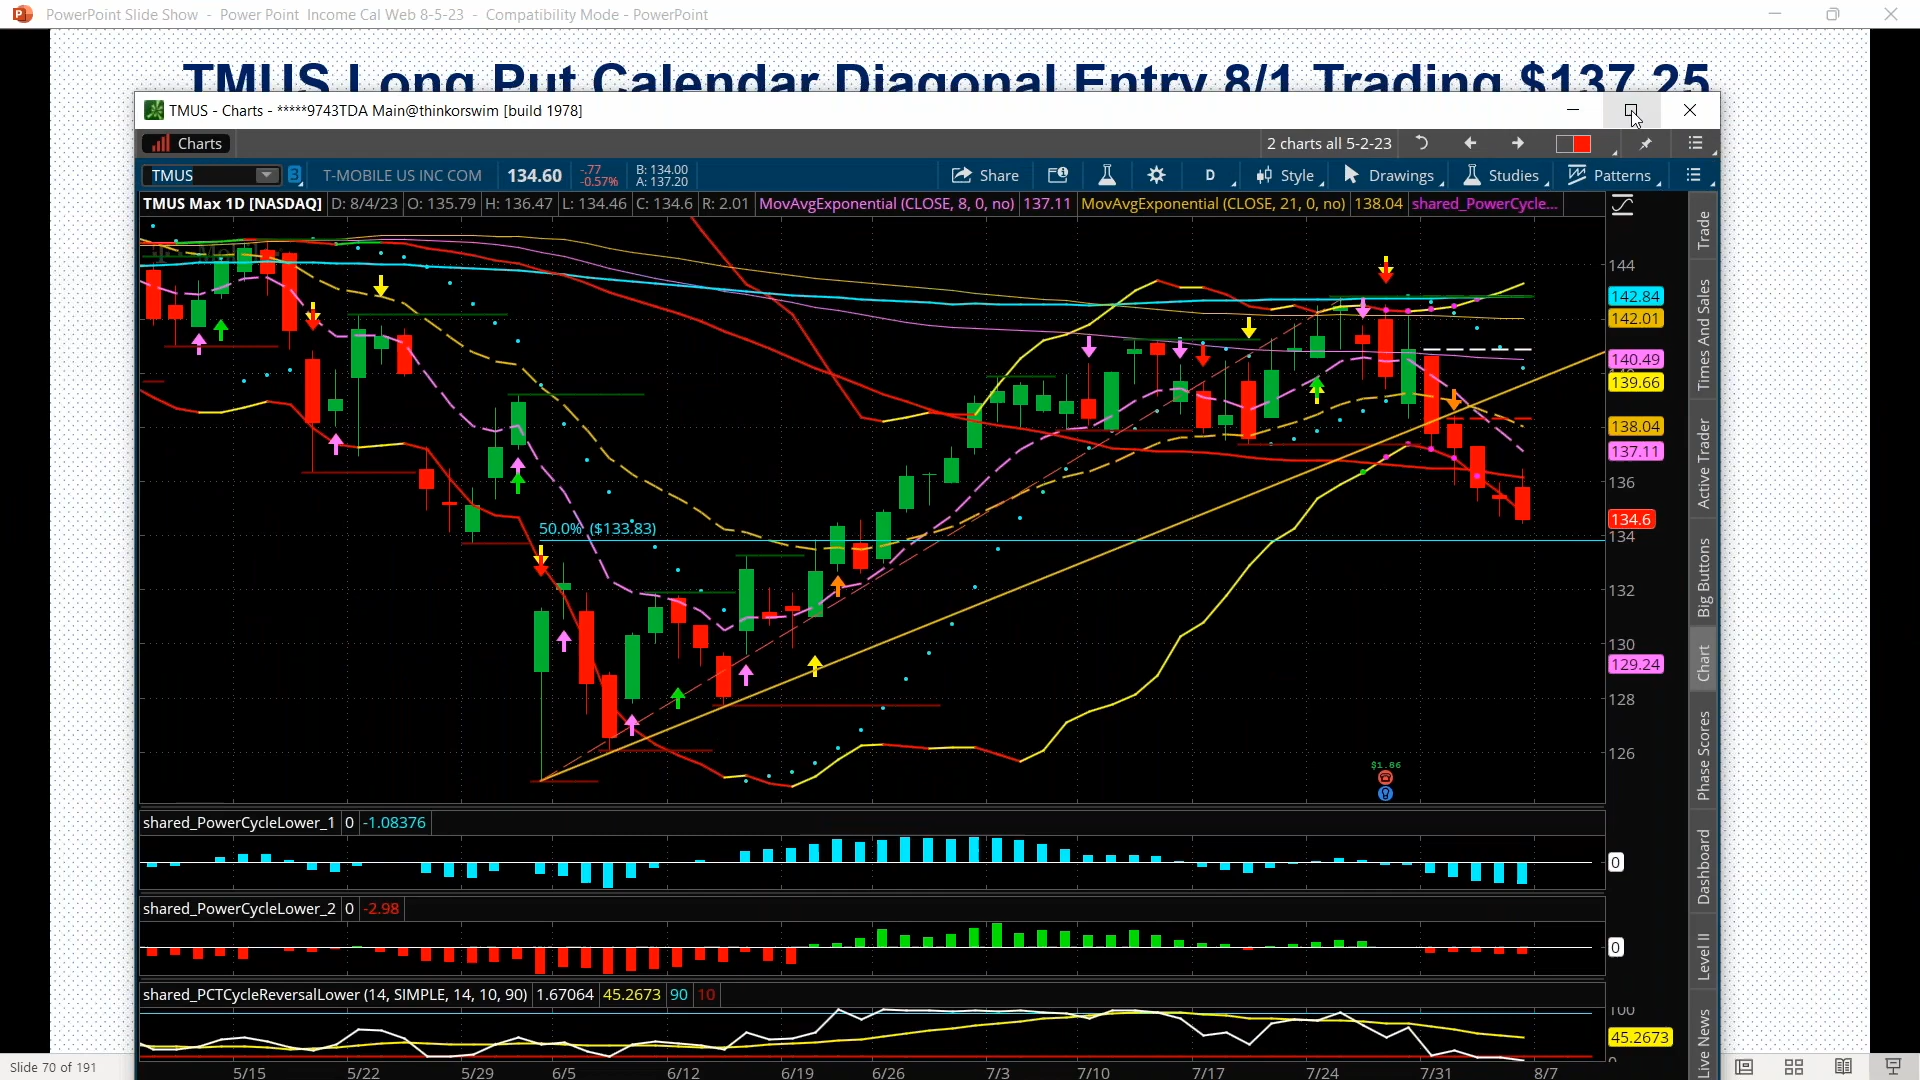 PowerPoint Slide Show - Power Point Income Cal Web 8-5-23 - Compatibility Mode - PowerPoint
TMUS Long Put Calendar Diagonal Entry 8/1 Trading $137.25
TMUS - Charts - *****9743TDA Main@thinkorswim [build 1978]
Charts
2 charts all 5-2-23
TMUS
3
T-MOBILE US INC COM
134.60
-.77
-0.57%
B: 134.00
A: 137.20
Share
D
Style
Drawings
Studies
Patterns
TMUS Max 1D [NASDAQ] D: 8/4/23 O: 135.79 H: 136.47 L: 134.46 C: 134.6 R: 2.01 MovAvgExponential (CLOSE, 8, 0, no) 137.11 MovAvgExponential (CLOSE, 21, 0, no) 138.04 shared_PowerCycle...
144
142.84
142.01
140.49
139.66
138.04
137.11
136
134.6
134
132
130
129.24
128
126
50.0% ($133.83)
$1.86
shared_PowerCycleLower_1 0 -1.08376
0
shared_PowerCycleLower_2 0 -2.98
0
shared_PCTCycleReversalLower (14, SIMPLE, 14, 10, 90) 1.67064 45.2673 90 10
100
45.2673
5/15 5/22 5/29 6/5 6/12 6/19 6/26 7/3 7/10 7/17 7/24 7/31 8/7
Trade
Times And Sales
Active Trader
Big Buttons
Chart
Phase Scores
Dashboard
Level II
Live News
Slide 70 of 191